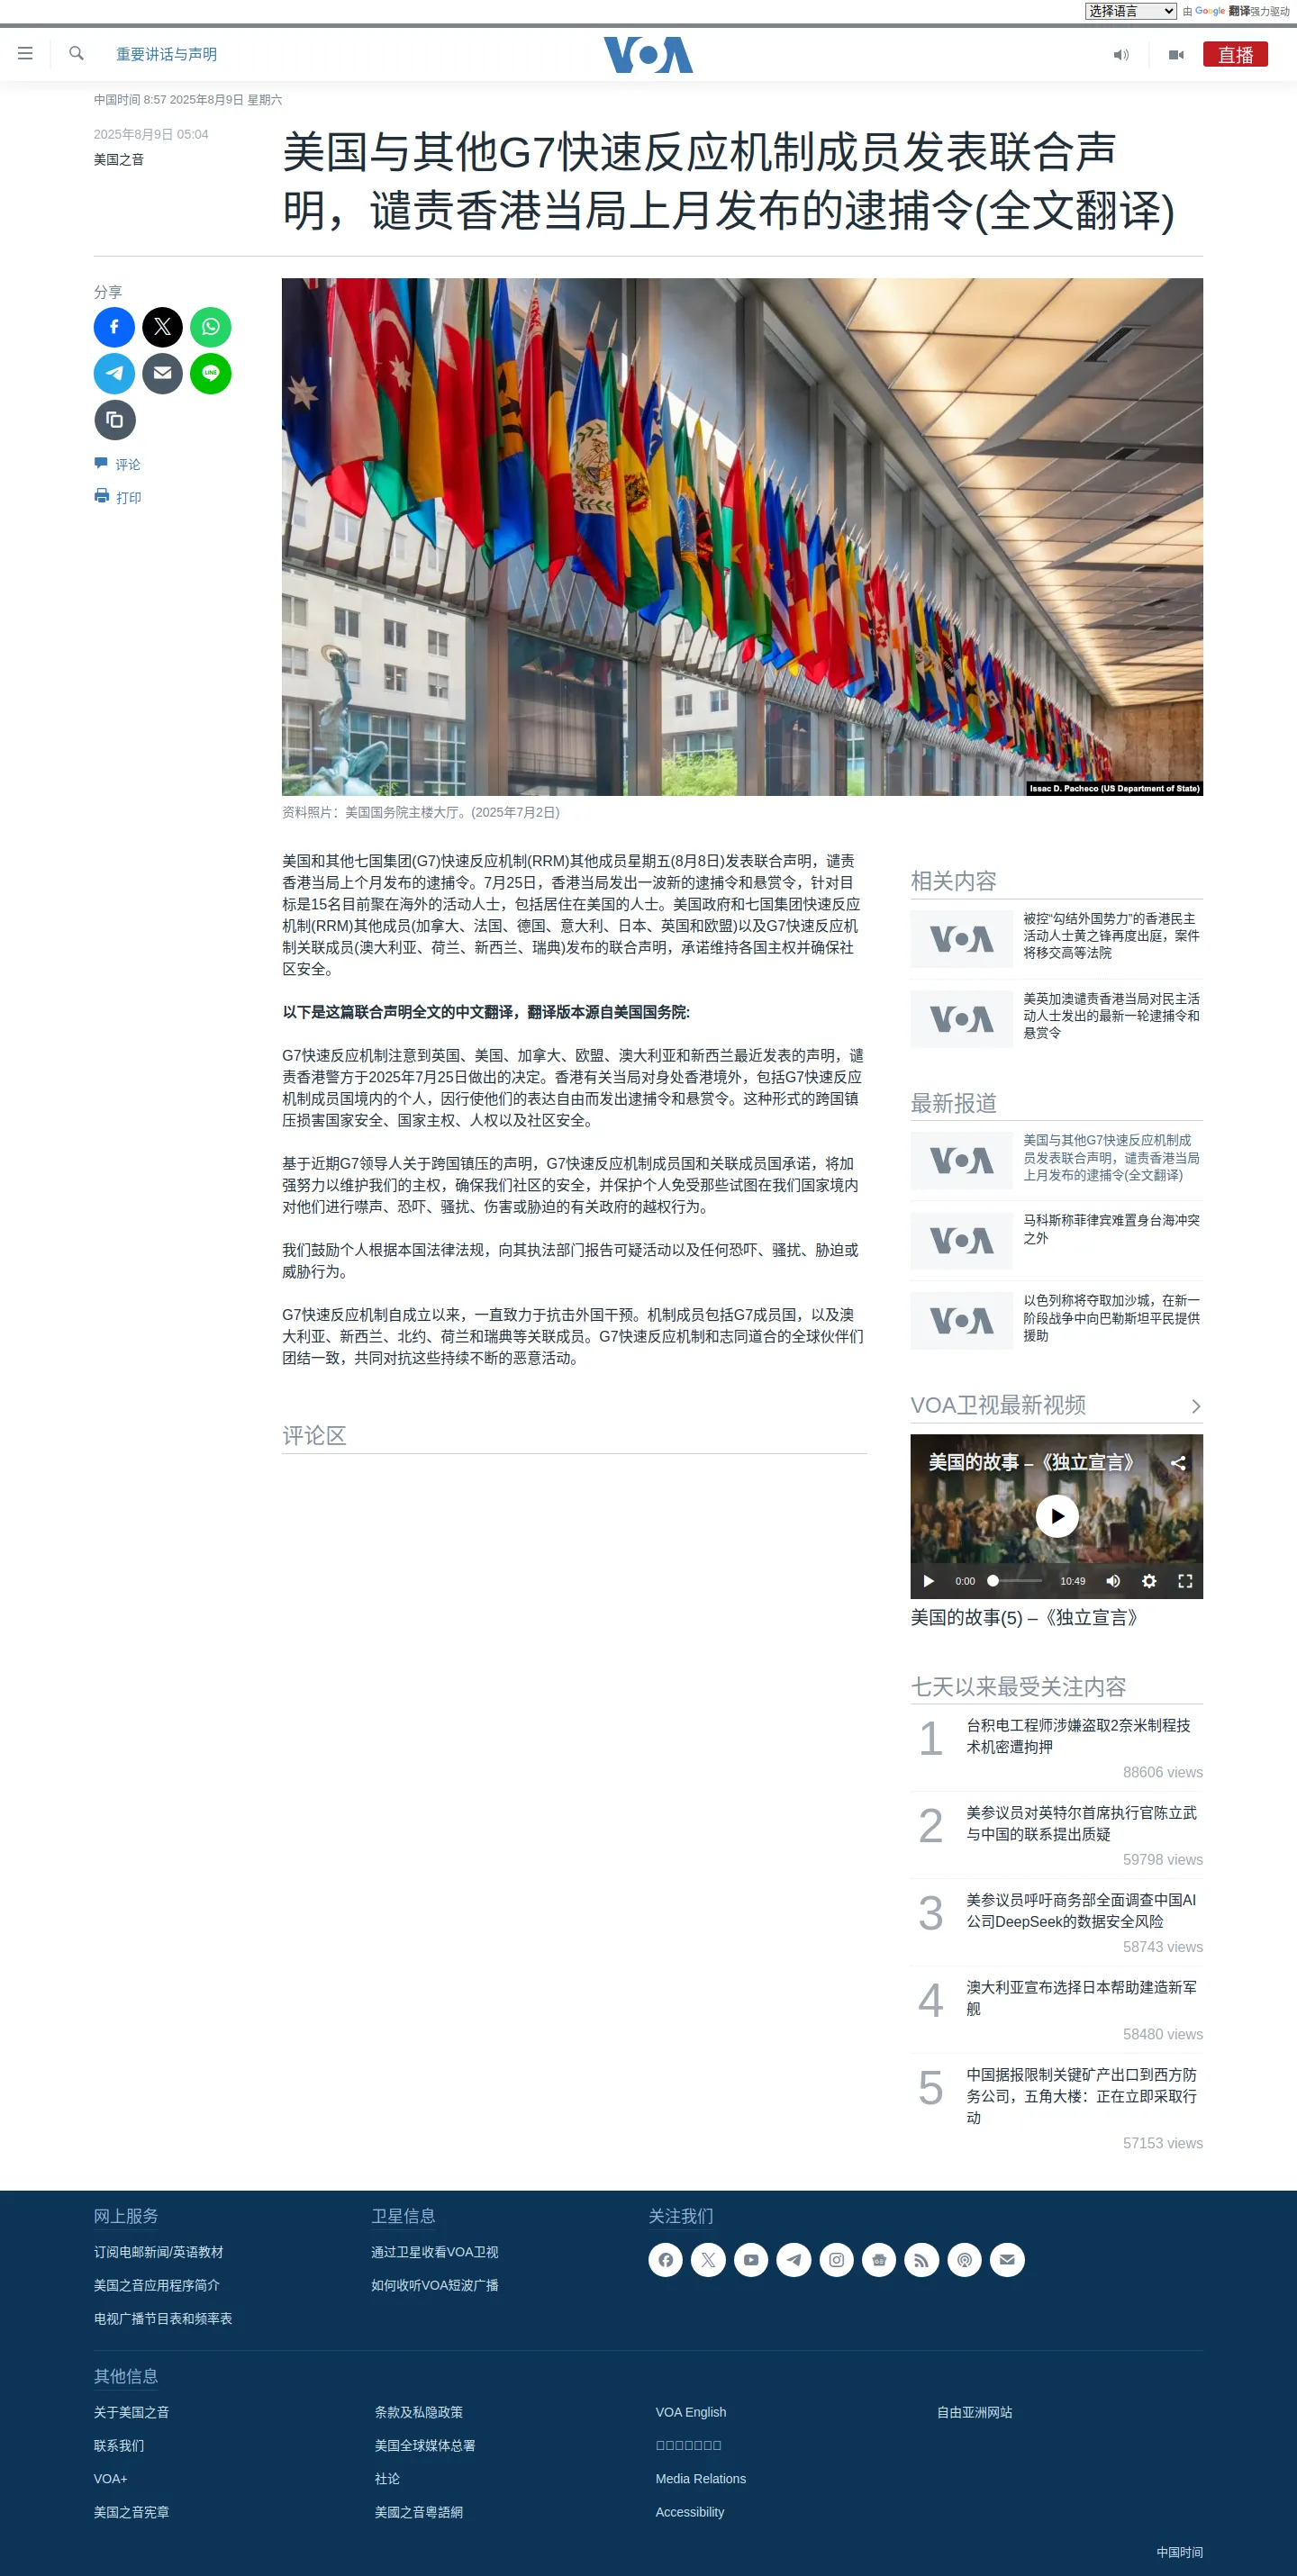 选择语言
由 Google 翻译强力驱动
重要讲话与声明
VOA
直播
中国时间 8:57 2025年8月9日 星期六
2025年8月9日 05:04
美国之音
美国与其他G7快速反应机制成员发表联合声
明，谴责香港当局上月发布的逮捕令(全文翻译)
分享
LINE
评论
打印
Issac D. Pacheco (US Department of State)
资料照片：美国国务院主楼大厅。(2025年7月2日)
美国和其他七国集团(G7)快速反应机制(RRM)其他成员星期五(8月8日)发表联合声明，谴责
香港当局上个月发布的逮捕令。7月25日，香港当局发出一波新的逮捕令和悬赏令，针对目
标是15名目前聚在海外的活动人士，包括居住在美国的人士。美国政府和七国集团快速反应
机制(RRM)其他成员(加拿大、法国、德国、意大利、日本、英国和欧盟)以及G7快速反应机
制关联成员(澳大利亚、荷兰、新西兰、瑞典)发布的联合声明，承诺维持各国主权并确保社
区安全。
以下是这篇联合声明全文的中文翻译，翻译版本源自美国国务院:
G7快速反应机制注意到英国、美国、加拿大、欧盟、澳大利亚和新西兰最近发表的声明，谴
责香港警方于2025年7月25日做出的决定。香港有关当局对身处香港境外，包括G7快速反应
机制成员国境内的个人，因行使他们的表达自由而发出逮捕令和悬赏令。这种形式的跨国镇
压损害国家安全、国家主权、人权以及社区安全。
基于近期G7领导人关于跨国镇压的声明，G7快速反应机制成员国和关联成员国承诺，将加
强努力以维护我们的主权，确保我们社区的安全，并保护个人免受那些试图在我们国家境内
对他们进行噤声、恐吓、骚扰、伤害或胁迫的有关政府的越权行为。
我们鼓励个人根据本国法律法规，向其执法部门报告可疑活动以及任何恐吓、骚扰、胁迫或
威胁行为。
G7快速反应机制自成立以来，一直致力于抗击外国干预。机制成员包括G7成员国，以及澳
大利亚、新西兰、北约、荷兰和瑞典等关联成员。G7快速反应机制和志同道合的全球伙伴们
团结一致，共同对抗这些持续不断的恶意活动。
评论区
相关内容
VOA
被控“勾结外国势力”的香港民主
活动人士黄之锋再度出庭，案件
将移交高等法院
VOA
美英加澳谴责香港当局对民主活
动人士发出的最新一轮逮捕令和
悬赏令
最新报道
VOA
美国与其他G7快速反应机制成
员发表联合声明，谴责香港当局
上月发布的逮捕令(全文翻译)
VOA
马科斯称菲律宾难置身台海冲突
之外
VOA
以色列称将夺取加沙城，在新一
阶段战争中向巴勒斯坦平民提供
援助
VOA卫视最新视频
美国的故事 –《独立宣言》
0:00
10:49
美国的故事(5) –《独立宣言》
七天以来最受关注内容
1
台积电工程师涉嫌盗取2奈米制程技
术机密遭拘押
88606 views
2
美参议员对英特尔首席执行官陈立武
与中国的联系提出质疑
59798 views
3
美参议员呼吁商务部全面调查中国AI
公司DeepSeek的数据安全风险
58743 views
4
澳大利亚宣布选择日本帮助建造新军
舰
58480 views
5
中国据报限制关键矿产出口到西方防
务公司，五角大楼：正在立即采取行
动
57153 views
网上服务
订阅电邮新闻/英语教材
美国之音应用程序简介
电视广播节目表和频率表
卫星信息
通过卫星收看VOA卫视
如何收听VOA短波广播
关注我们
其他信息
关于美国之音
联系我们
VOA+
美国之音宪章
条款及私隐政策
美国全球媒体总署
社论
美國之音粵語網
VOA English
Media Relations
Accessibility
自由亚洲网站
中国时间